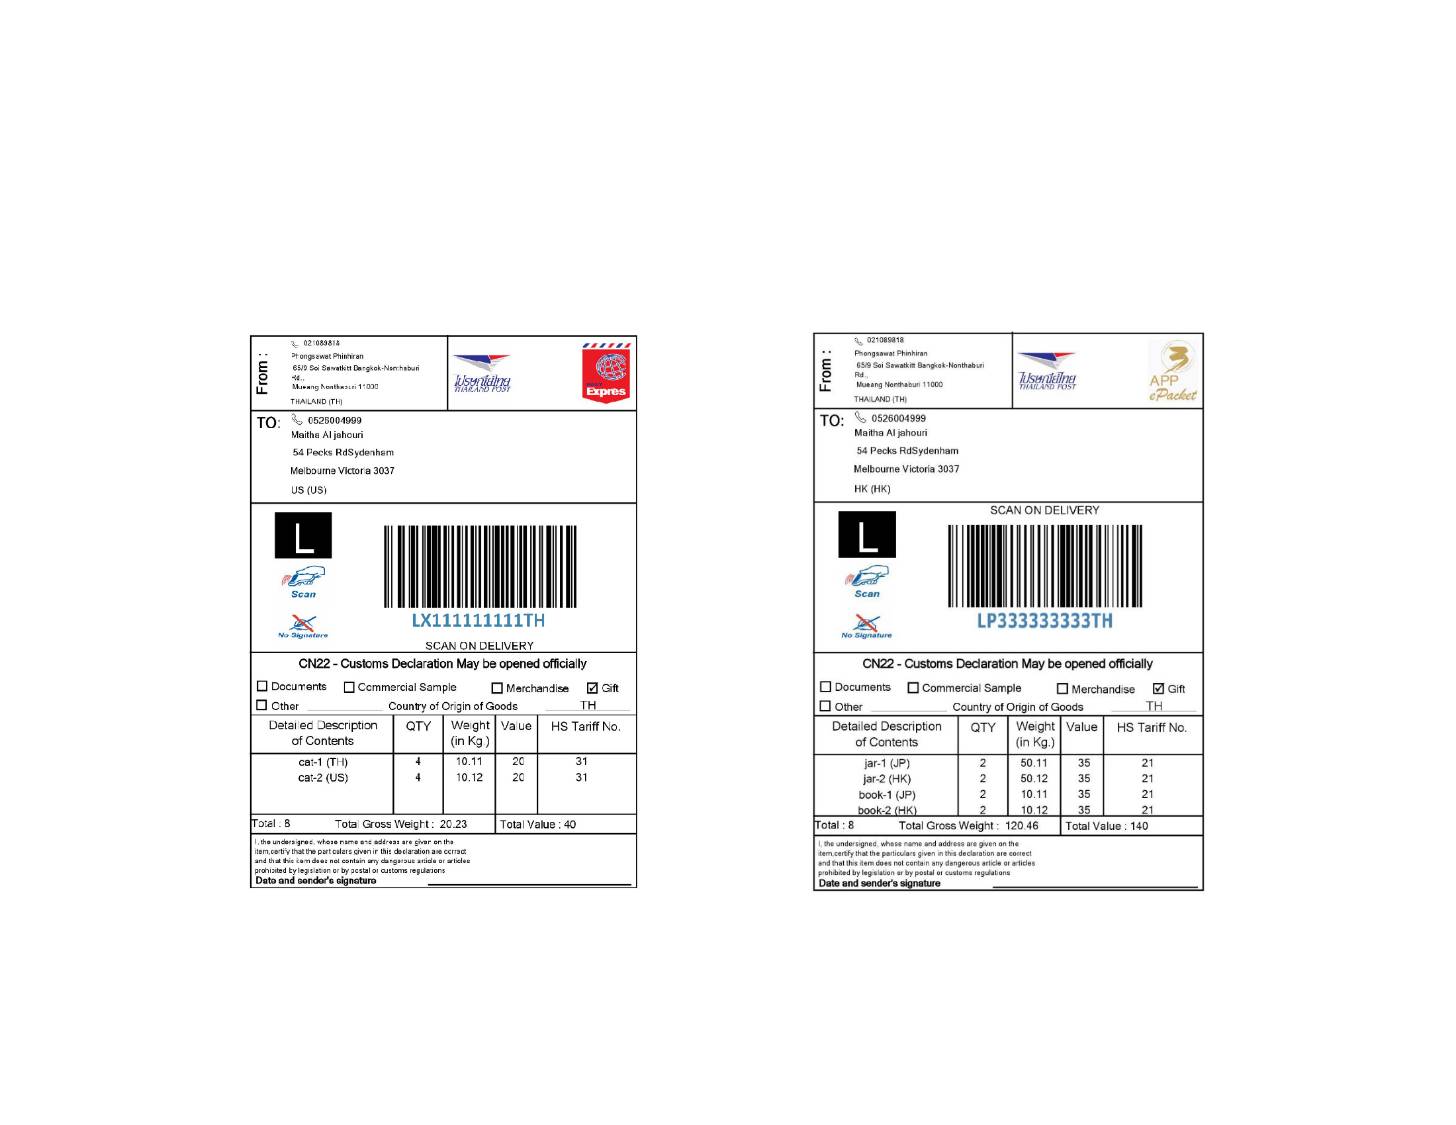 From :
021089818
Phongsawat Phinhiran
65/9 Soi Sawatkitt Bangkok-Nonthaburi
Rd.,
Mueang Nonthaburi 11000
THAILAND (TH)
ไปรษณีย์ไทย
THAILAND POST
Expres
TO:
0526004999
Maitha Al jahouri
54 Pecks RdSydenham
Melbourne Victoria 3037
US (US)
L
Scan
No Signature
LX111111111TH
SCAN ON DELIVERY
CN22 - Customs Declaration May be opened officially
Documents Commercial Sample Merchandise Gift
Other Country of Origin of Goods TH
Detailed Description QTY Weight Value HS Tariff No.
of Contents (in Kg.)
cat-1 (TH) 4 10.11 20 31
cat-2 (US) 4 10.12 20 31
Total : 8 Total Gross Weight : 20.23 Total Value : 40
I, the undersigned, whose name and address are given on the
item,certify that the particulars given in this declaration are correct
and that this item does not contain any dangerous article or articles
prohibited by legislation or by postal or customs regulations
Date and sender's signature
From :
021089818
Phongsawat Phinhiran
65/9 Soi Sawatkitt Bangkok-Nonthaburi
Rd.,
Mueang Nonthaburi 11000
THAILAND (TH)
ไปรษณีย์ไทย
THAILAND POST
3
APP
ePacket
TO:
0526004999
Maitha Al jahouri
54 Pecks RdSydenham
Melbourne Victoria 3037
HK (HK)
SCAN ON DELIVERY
L
Scan
No Signature
LP333333333TH
CN22 - Customs Declaration May be opened officially
Documents Commercial Sample Merchandise Gift
Other Country of Origin of Goods TH
Detailed Description QTY Weight Value HS Tariff No.
of Contents (in Kg.)
jar-1 (JP) 2 50.11 35 21
jar-2 (HK) 2 50.12 35 21
book-1 (JP) 2 10.11 35 21
book-2 (HK) 2 10.12 35 21
Total : 8 Total Gross Weight : 120.46 Total Value : 140
I, the undersigned, whose name and address are given on the
item,certify that the particulars given in this declaration are correct
and that this item does not contain any dangerous article or articles
prohibited by legislation or by postal or customs regulations
Date and sender's signature